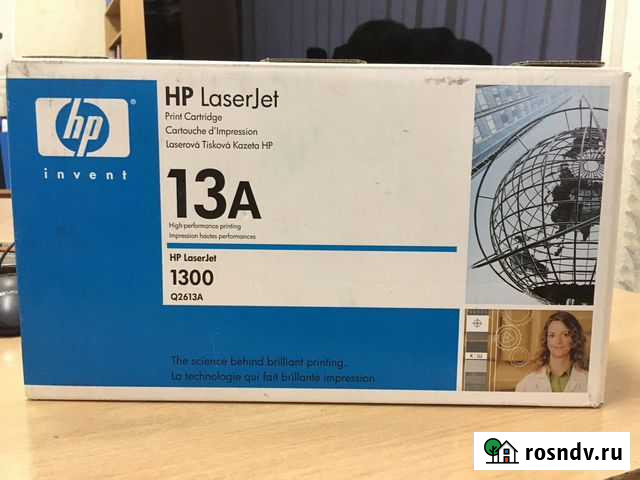 hp
invent
HP LaserJet
Print Cartridge
Cartouche d'Impression
Laserová Tisková Kazeta HP
13A
High-performance printing
Impression hautes performances
HP LaserJet
1300
Q2613A
The science behind brilliant printing.
La technologie qui fait brillante impression.
rosndv.ru